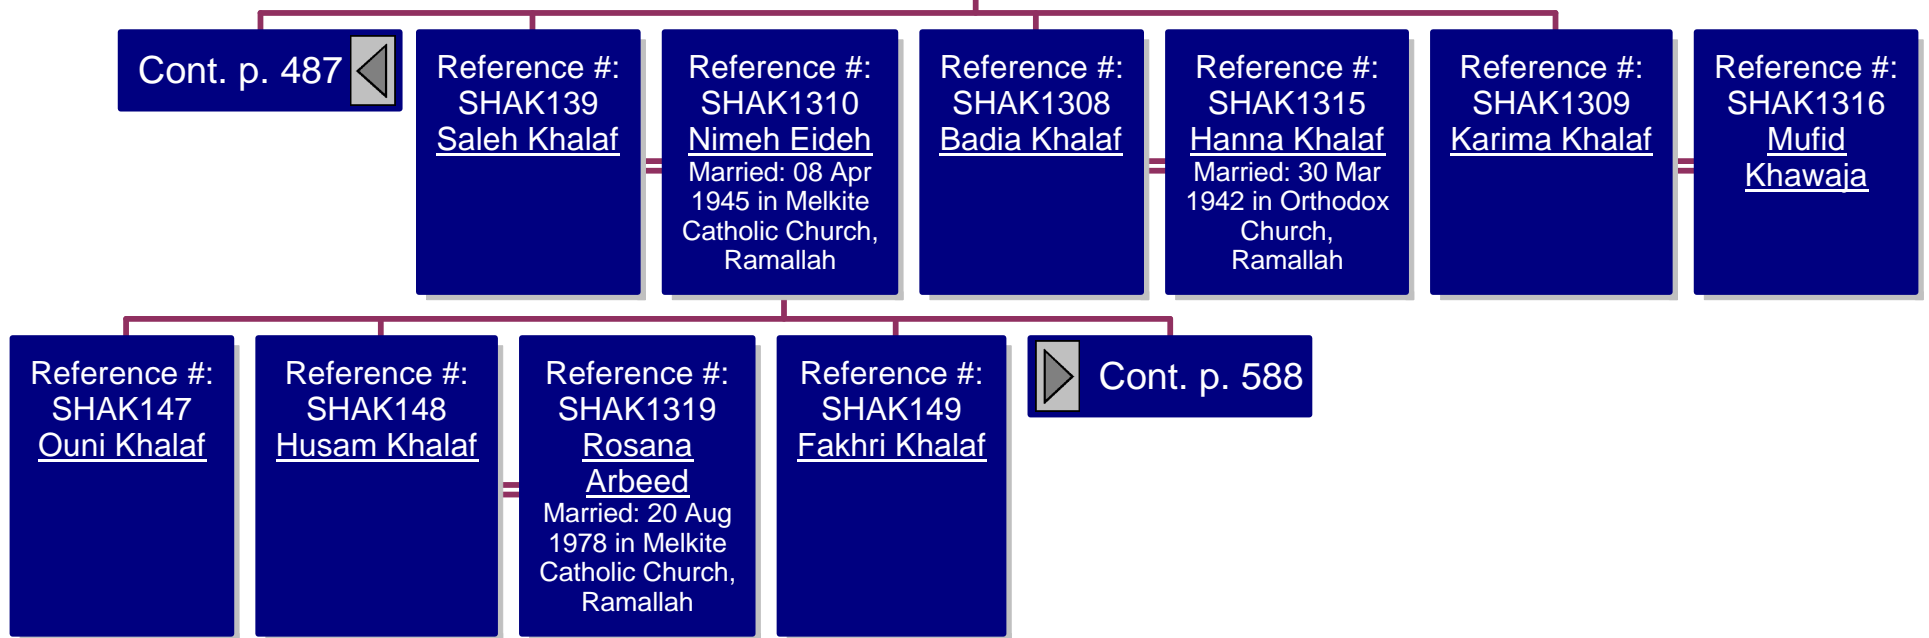 Cont. p. 487
Reference #:
SHAK139
Saleh Khalaf
Reference #:
SHAK1310
Nimeh Eideh
Married: 08 Apr
1945 in Melkite
Catholic Church,
Ramallah
Reference #:
SHAK1308
Badia Khalaf
Reference #:
SHAK1315
Hanna Khalaf
Married: 30 Mar
1942 in Orthodox
Church,
Ramallah
Reference #:
SHAK1309
Karima Khalaf
Reference #:
SHAK1316
Mufid
Khawaja
Reference #:
SHAK147
Ouni Khalaf
Reference #:
SHAK148
Husam Khalaf
Reference #:
SHAK1319
Rosana
Arbeed
Married: 20 Aug
1978 in Melkite
Catholic Church,
Ramallah
Reference #:
SHAK149
Fakhri Khalaf
Cont. p. 588